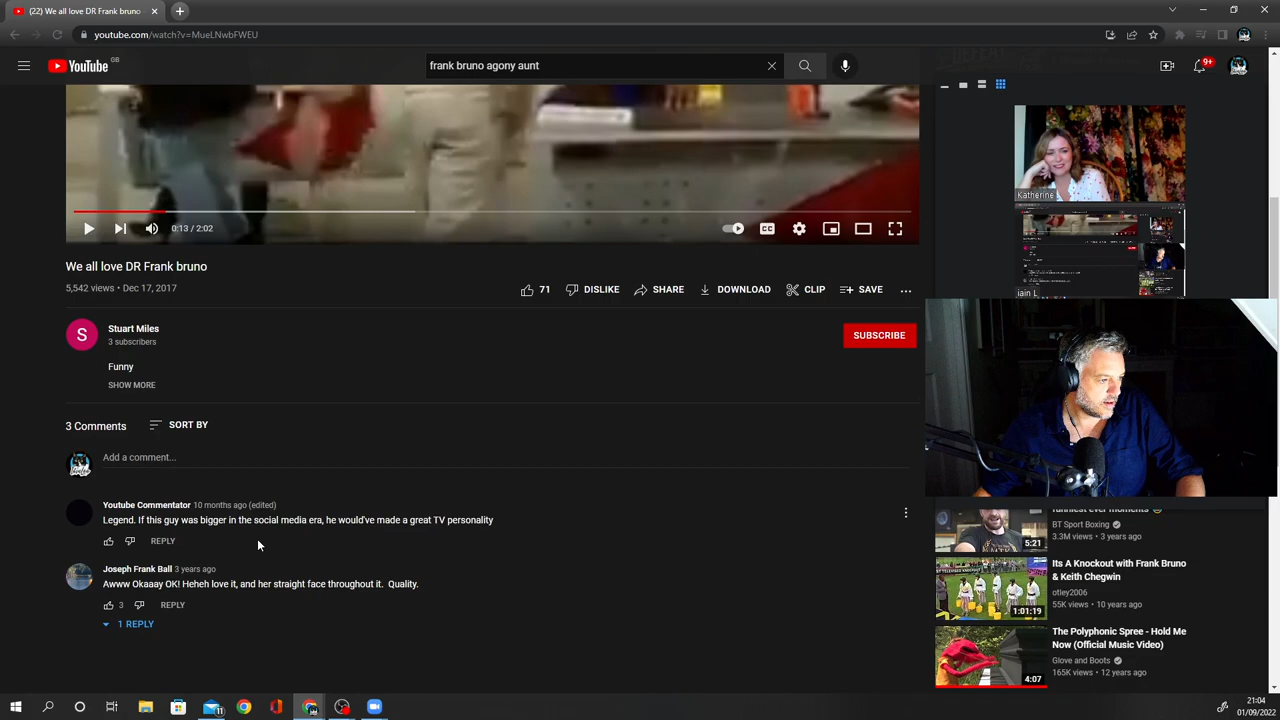 (22) We all love DR Frank bruno
youtube.com/watch?v=MueLNwbFWEU
YouTube GB
frank bruno agony aunt
9+
Katherine
iain L
0:13 / 2:02
CC
We all love DR Frank bruno
5,542 views • Dec 17, 2017
71
DISLIKE
SHARE
DOWNLOAD
CLIP
SAVE
S
Stuart Miles
3 subscribers
SUBSCRIBE
Funny
SHOW MORE
3 Comments
SORT BY
Add a comment...
Youtube Commentator 10 months ago (edited)
Legend. If this guy was bigger in the social media era, he would've made a great TV personality
REPLY
Joseph Frank Ball 3 years ago
Awww Okaaay OK! Heheh love it, and her straight face throughout it. Quality.
3
REPLY
1 REPLY
funniest ever moments
BT Sport Boxing
3.3M views • 3 years ago
5:21
Its A Knockout with Frank Bruno
& Keith Chegwin
otley2006
55K views • 10 years ago
1:01:19
The Polyphonic Spree - Hold Me
Now (Official Music Video)
Glove and Boots
165K views • 12 years ago
4:07
11
21:04
01/09/2022